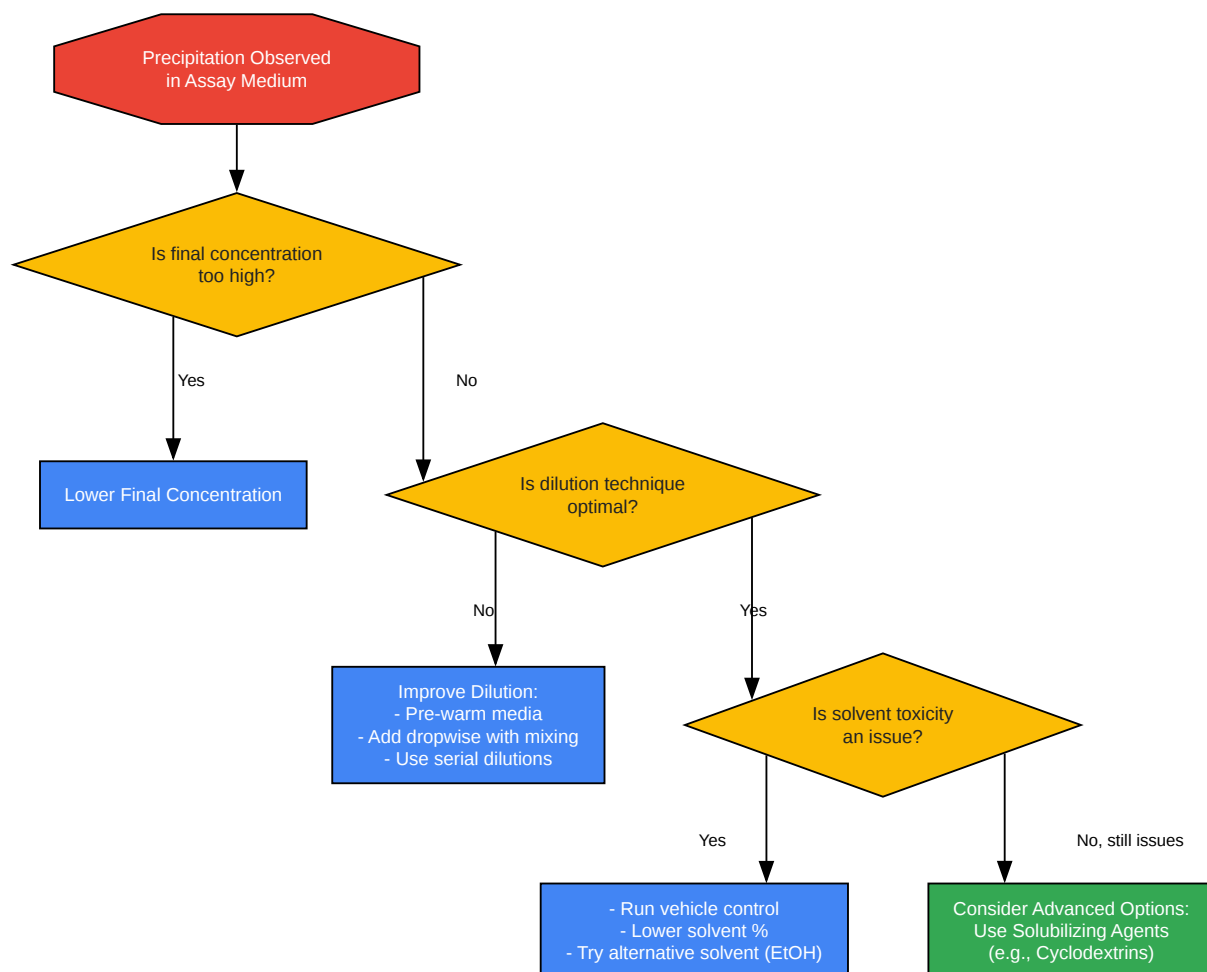 Precipitation Observed
in Assay Medium
Is final concentration
too high?
Yes
No
Lower Final Concentration
Is dilution technique
optimal?
No
Yes
Improve Dilution:
- Pre-warm media
- Add dropwise with mixing
- Use serial dilutions
Is solvent toxicity
an issue?
Yes
No, still issues
- Run vehicle control
- Lower solvent %
- Try alternative solvent (EtOH)
Consider Advanced Options:
Use Solubilizing Agents
(e.g., Cyclodextrins)